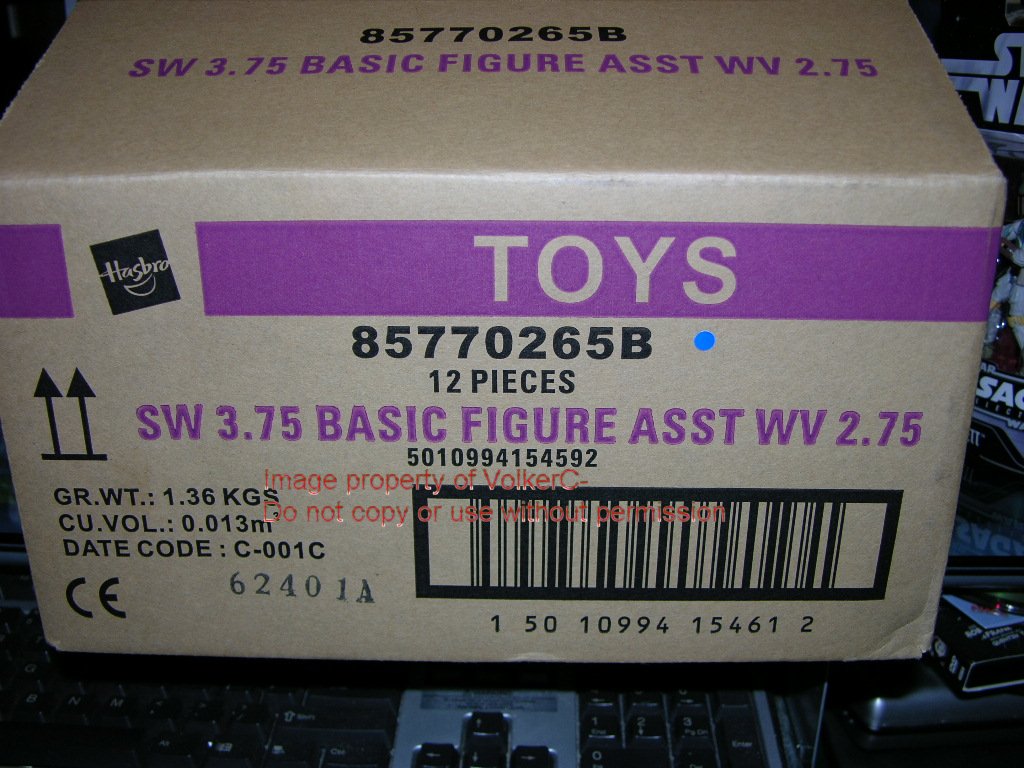 85770265B
SW 3.75 BASIC FIGURE ASST WV 2.75
Hasbro
TOYS
85770265B
12 PIECES
SW 3.75 BASIC FIGURE ASST WV 2.75
5010994154592
Image property of VolkerC-
Do not copy or use without permission
GR.WT.: 1.36 KGS
CU.VOL.: 0.013m³
DATE CODE : C-001C
62401A
CE
1 50 10994 15461 2